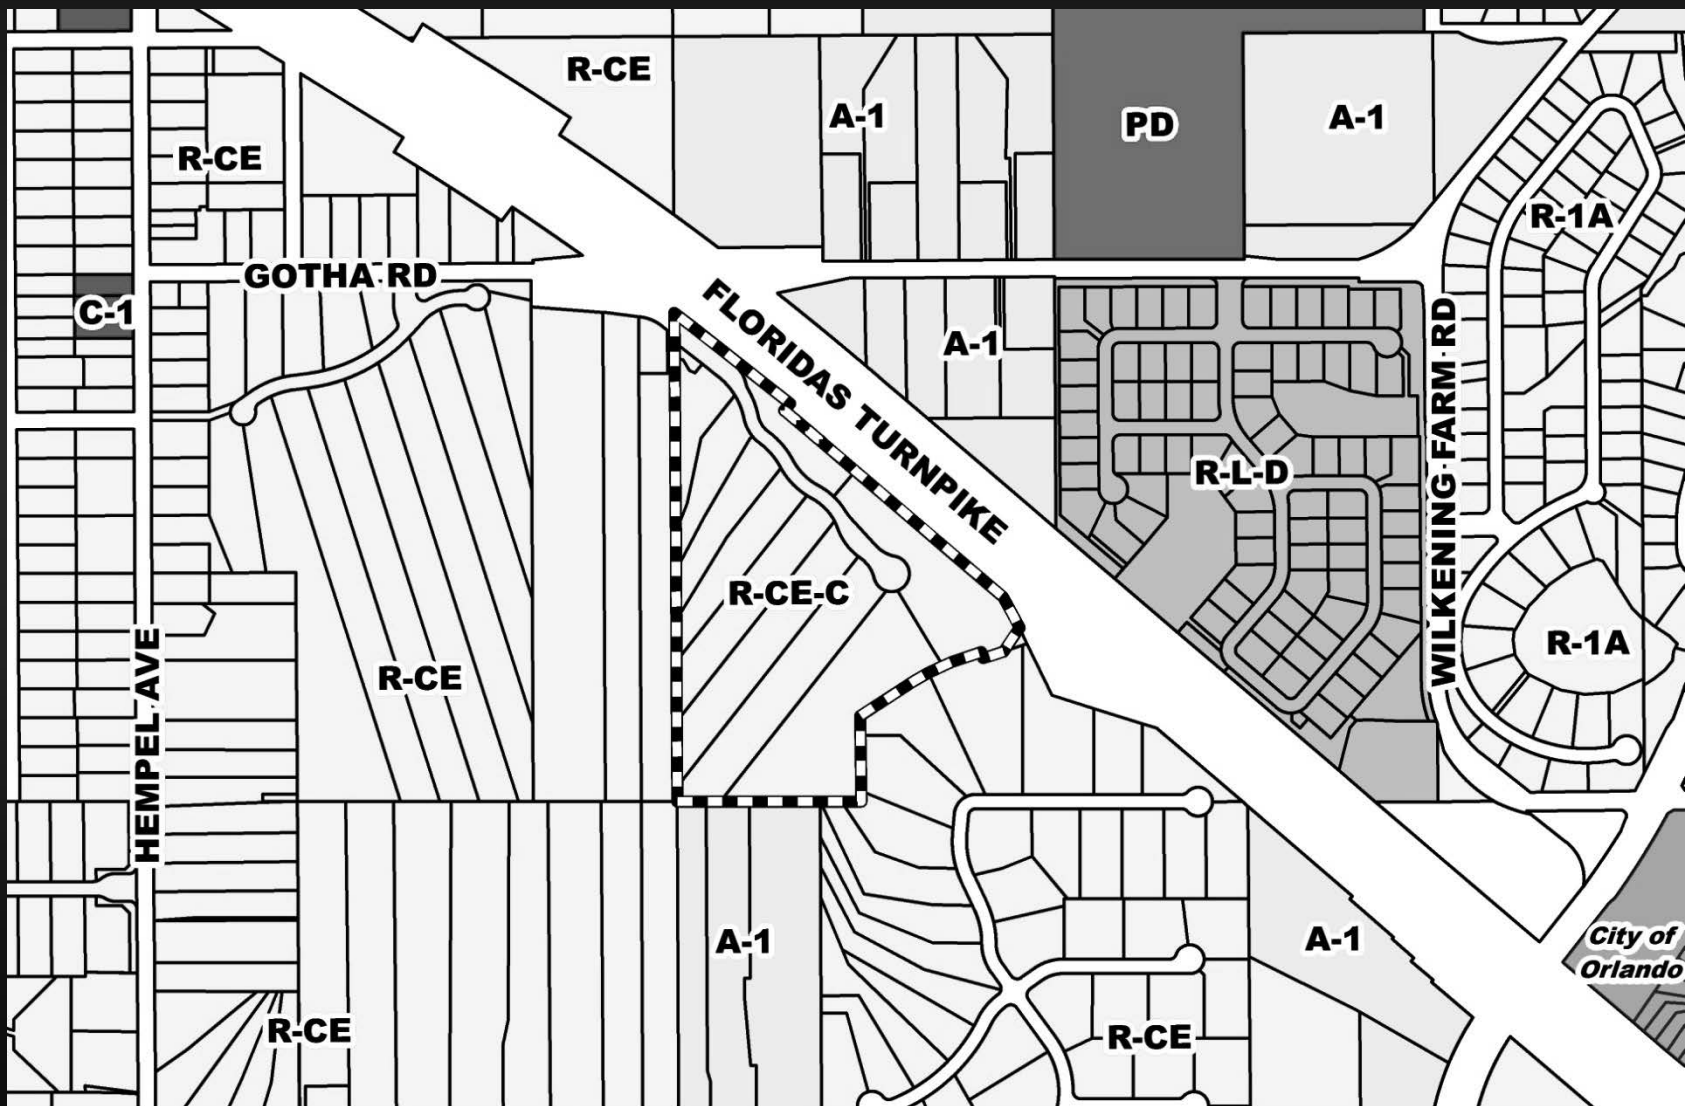 R-CE
A-1
PD
A-1
R-CE
R-1A
GOTHA RD
C-1
FLORIDAS TURNPIKE
A-1
WILKENING FARM RD
R-L-D
R-CE-C
R-1A
R-CE
HEMPEL AVE
A-1
A-1
City of
Orlando
R-CE
R-CE